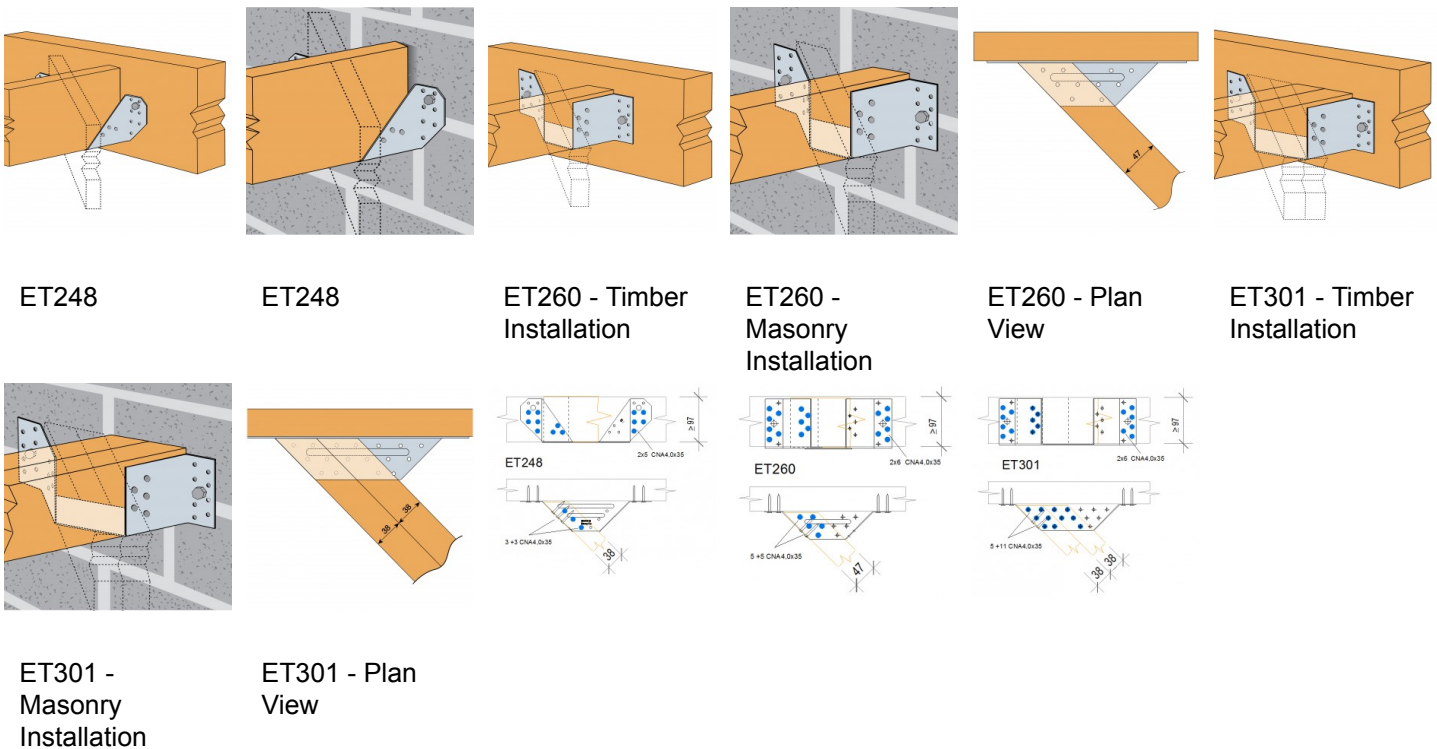 47
ET248
ET248
ET260 - Timber
Installation
ET260 -
Masonry
Installation
ET260 - Plan
View
ET301 - Timber
Installation
38
38
≥97
2x5 CNA4,0x35
ET248
3 +3 CNA4,0x35
38
≥97
2x6 CNA4,0x35
ET260
5 +5 CNA4,0x35
47
≥97
2x6 CNA4,0x35
ET301
5 +11 CNA4,0x35
38
38
ET301 -
Masonry
Installation
ET301 - Plan
View